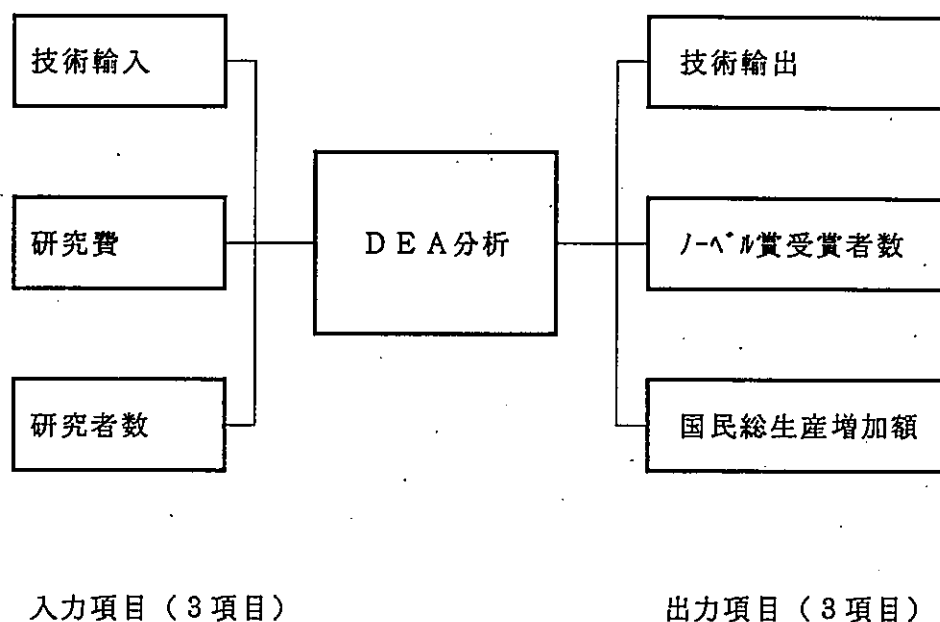 技術輸入
技術輸出
研究費
DEA分析
ノーベル賞受賞者数
研究者数
国民総生産増加額
入力項目(3項目)
出力項目(3項目)